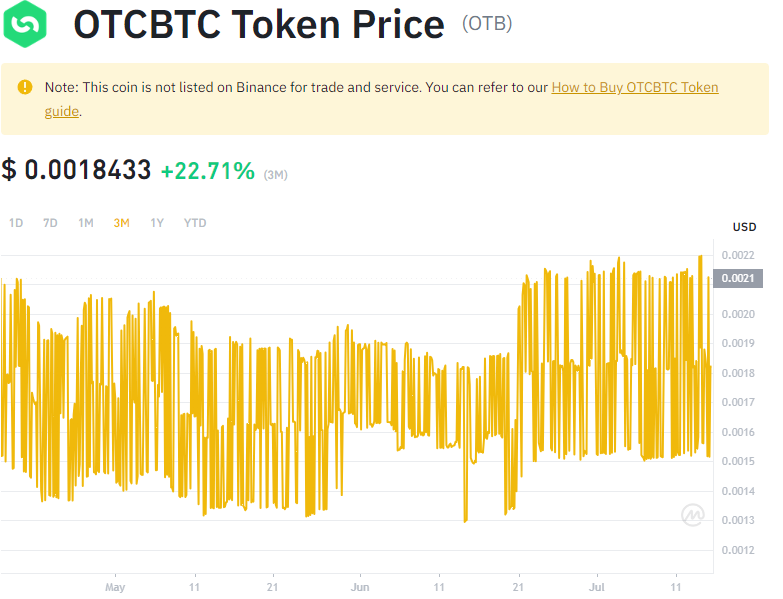 OTCBTC Token Price (OTB)
Note: This coin is not listed on Binance for trade and service. You can refer to our How to Buy OTCBTC Token
guide.
$ 0.0018433 +22.71% (3M)
1D 7D 1M 3M 1Y YTD
USD
0.0022
0.0021
0.0020
0.0019
0.0018
0.0017
0.0016
0.0015
0.0014
0.0013
0.0012
May 11 21 Jun 11 21 Jul 11